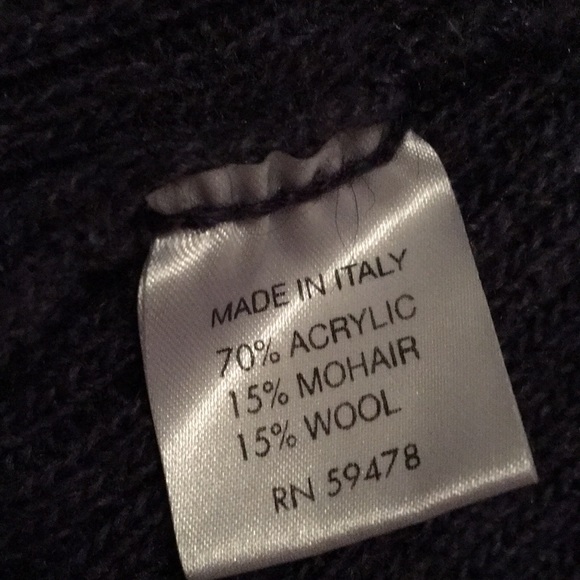 MADE IN ITALY
70% ACRYLIC
15% MOHAIR
15% WOOL
RN 59478